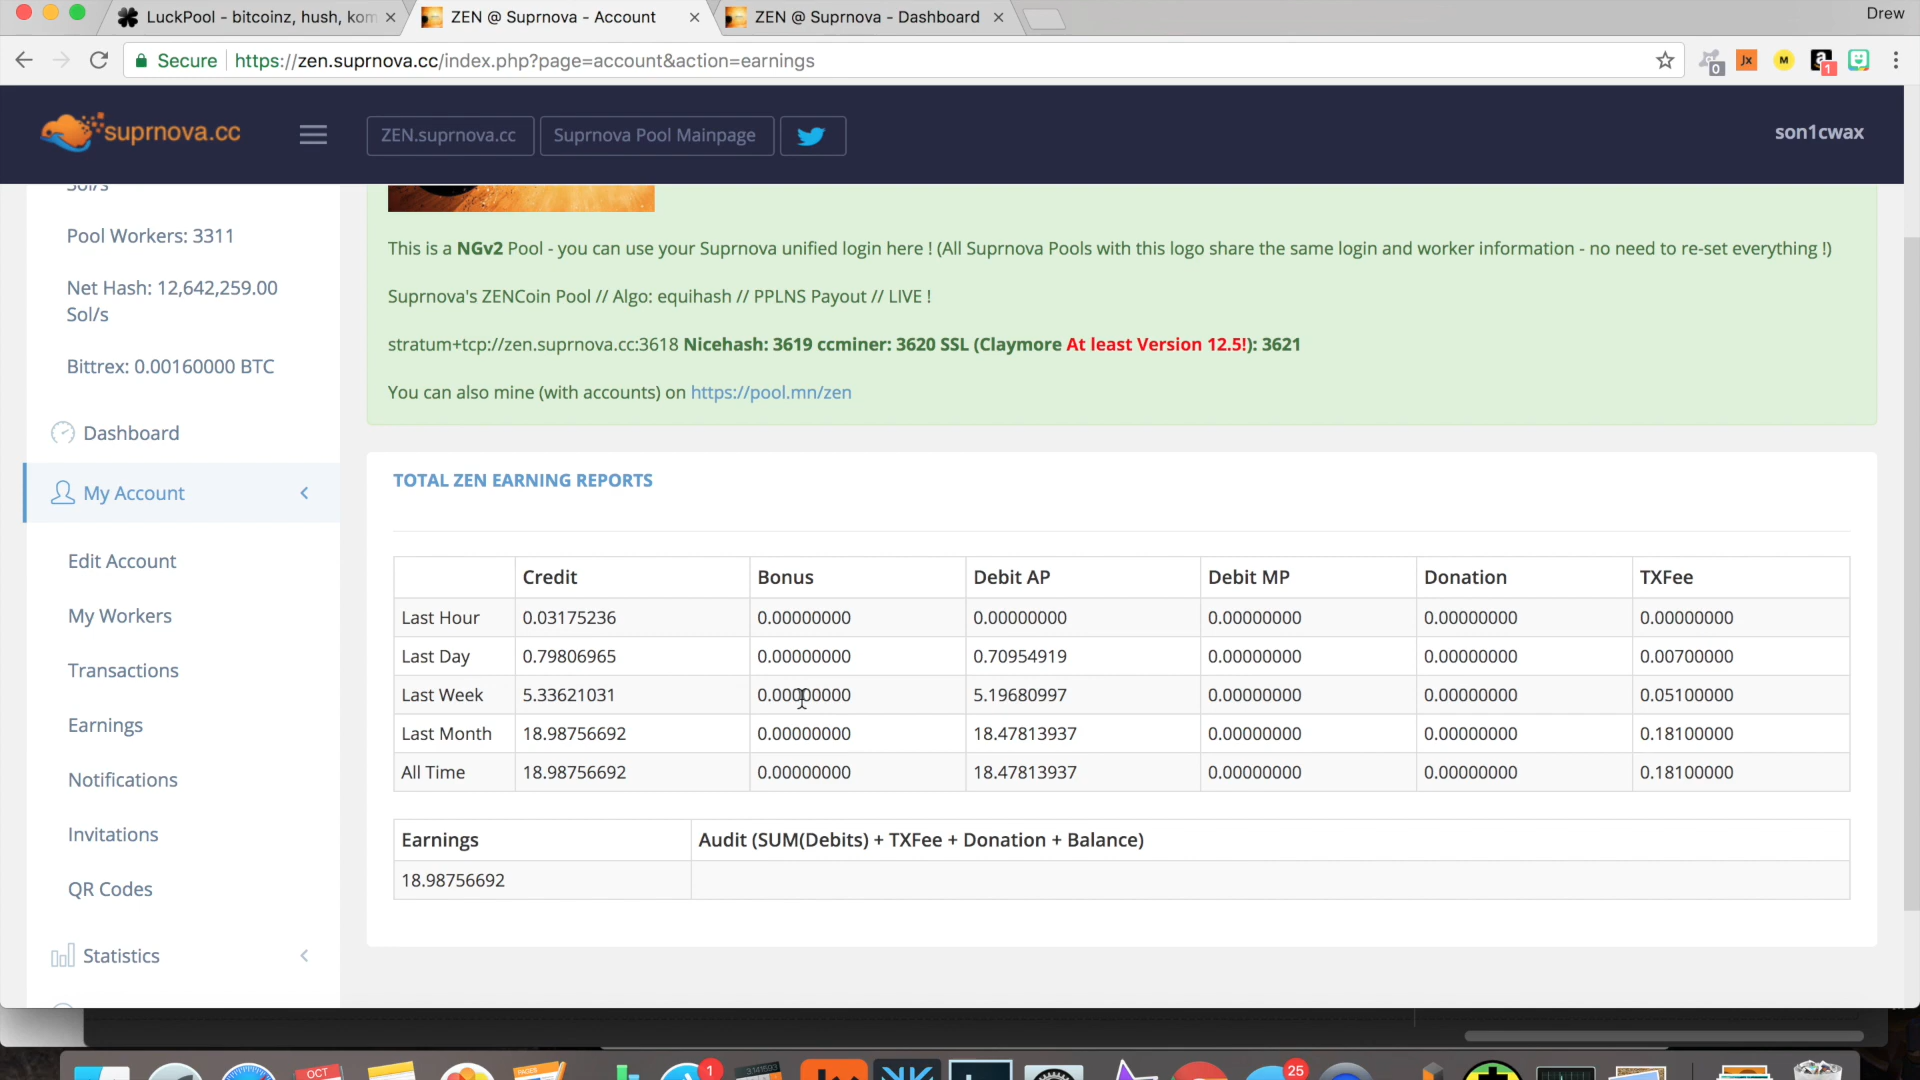 LuckPool - bitcoinz, hush, kom
ZEN @ Suprnova - Account
ZEN @ Suprnova - Dashboard
Drew
Secure
https://zen.suprnova.cc/index.php?page=account&action=earnings
0
Jx
M
a
1
suprnova.cc
ZEN.suprnova.cc
Suprnova Pool Mainpage
son1cwax
Sol/s
Pool Workers: 3311
Net Hash: 12,642,259.00
Sol/s
Bittrex: 0.00160000 BTC
Dashboard
My Account
Edit Account
My Workers
Transactions
Earnings
Notifications
Invitations
QR Codes
Statistics
This is a NGv2 Pool - you can use your Suprnova unified login here ! (All Suprnova Pools with this logo share the same login and worker information - no need to re-set everything !)
Suprnova's ZENCoin Pool // Algo: equihash // PPLNS Payout // LIVE !
stratum+tcp://zen.suprnova.cc:3618 Nicehash: 3619 ccminer: 3620 SSL (Claymore At least Version 12.5!): 3621
You can also mine (with accounts) on https://pool.mn/zen
TOTAL ZEN EARNING REPORTS
Credit Bonus Debit AP Debit MP Donation TXFee
Last Hour 0.03175236 0.00000000 0.00000000 0.00000000 0.00000000 0.00000000
Last Day 0.79806965 0.00000000 0.70954919 0.00000000 0.00000000 0.00700000
Last Week 5.33621031 0.00000000 5.19680997 0.00000000 0.00000000 0.05100000
Last Month 18.98756692 0.00000000 18.47813937 0.00000000 0.00000000 0.18100000
All Time 18.98756692 0.00000000 18.47813937 0.00000000 0.00000000 0.18100000
Earnings Audit (SUM(Debits) + TXFee + Donation + Balance)
18.98756692
OCT
1
3.141593
25